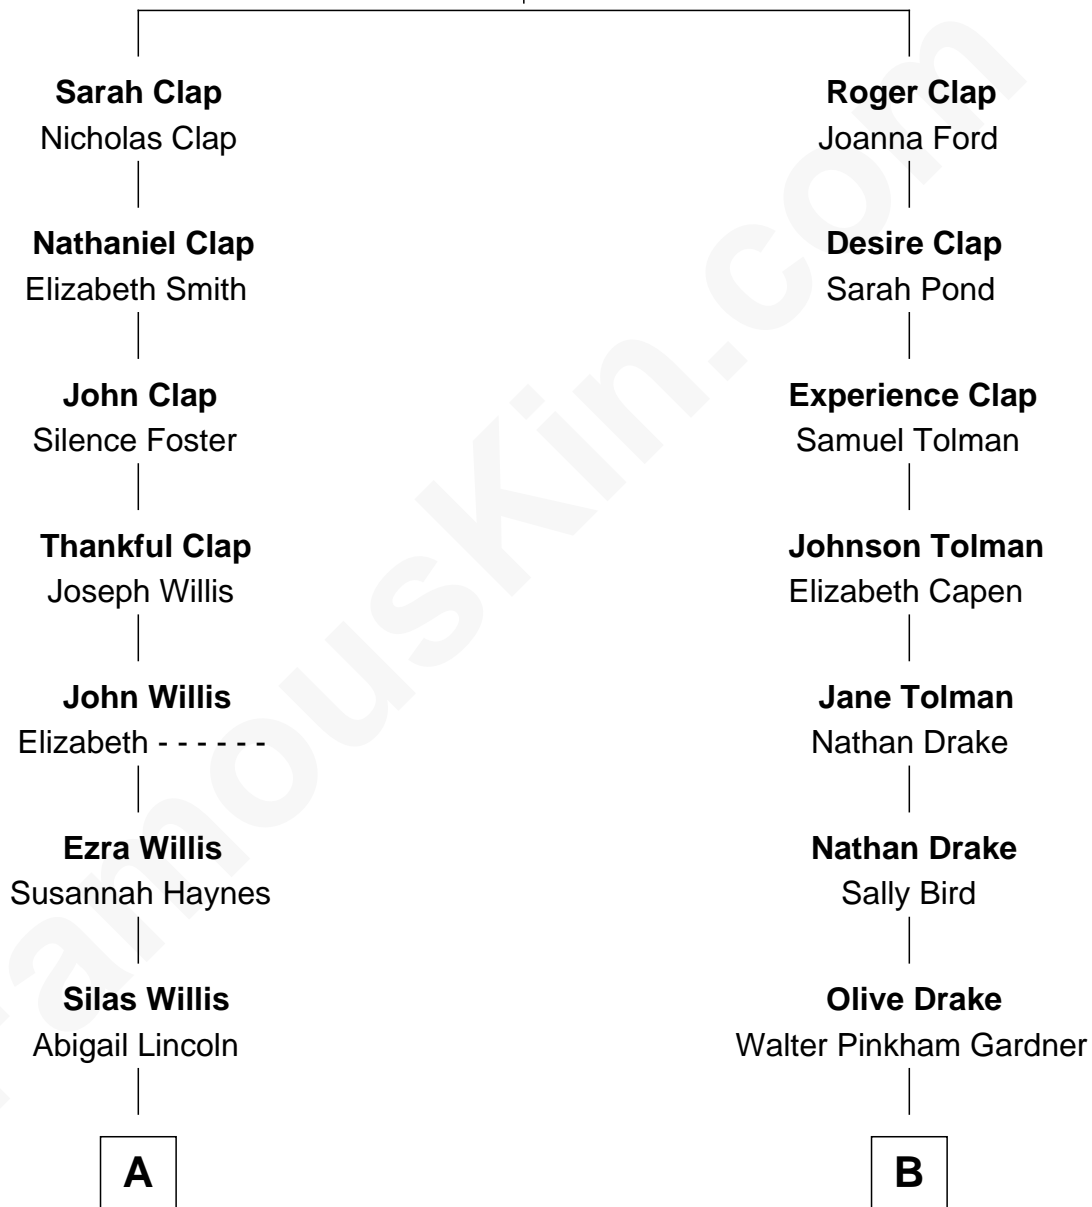 Sarah Clap
Nicholas Clap
Roger Clap
Joanna Ford
Nathaniel Clap
Elizabeth Smith
Desire Clap
Sarah Pond
John Clap
Silence Foster
Experience Clap
Samuel Tolman
Thankful Clap
Joseph Willis
Johnson Tolman
Elizabeth Capen
John Willis
Elizabeth - - - - - -
Jane Tolman
Nathan Drake
Ezra Willis
Susannah Haynes
Nathan Drake
Sally Bird
Silas Willis
Abigail Lincoln
Olive Drake
Walter Pinkham Gardner
A
B
FamousKin.com